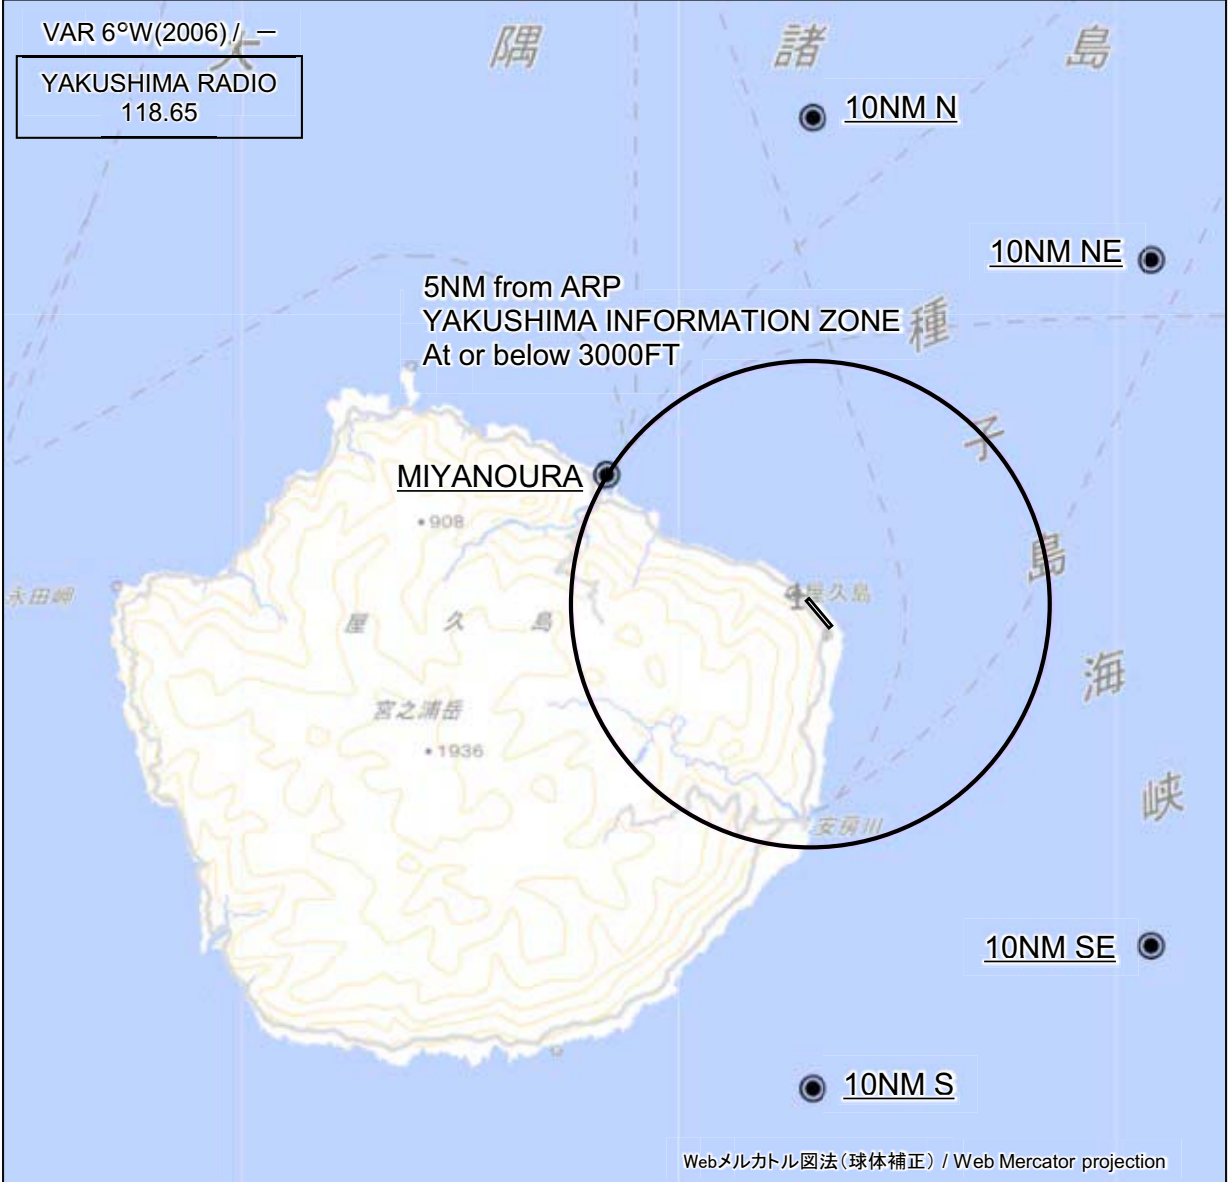 VAR 6°W(2006) / －
大隅諸島
YAKUSHIMA RADIO
118.65
10NM N
10NM NE
5NM from ARP
YAKUSHIMA INFORMATION ZONE
At or below 3000FT
種子島海峡
MIYANOURA
908
永田岬
屋久島
屋久島
宮之浦岳
1936
安房川
10NM SE
10NM S
Webメルカトル図法（球体補正） / Web Mercator projection